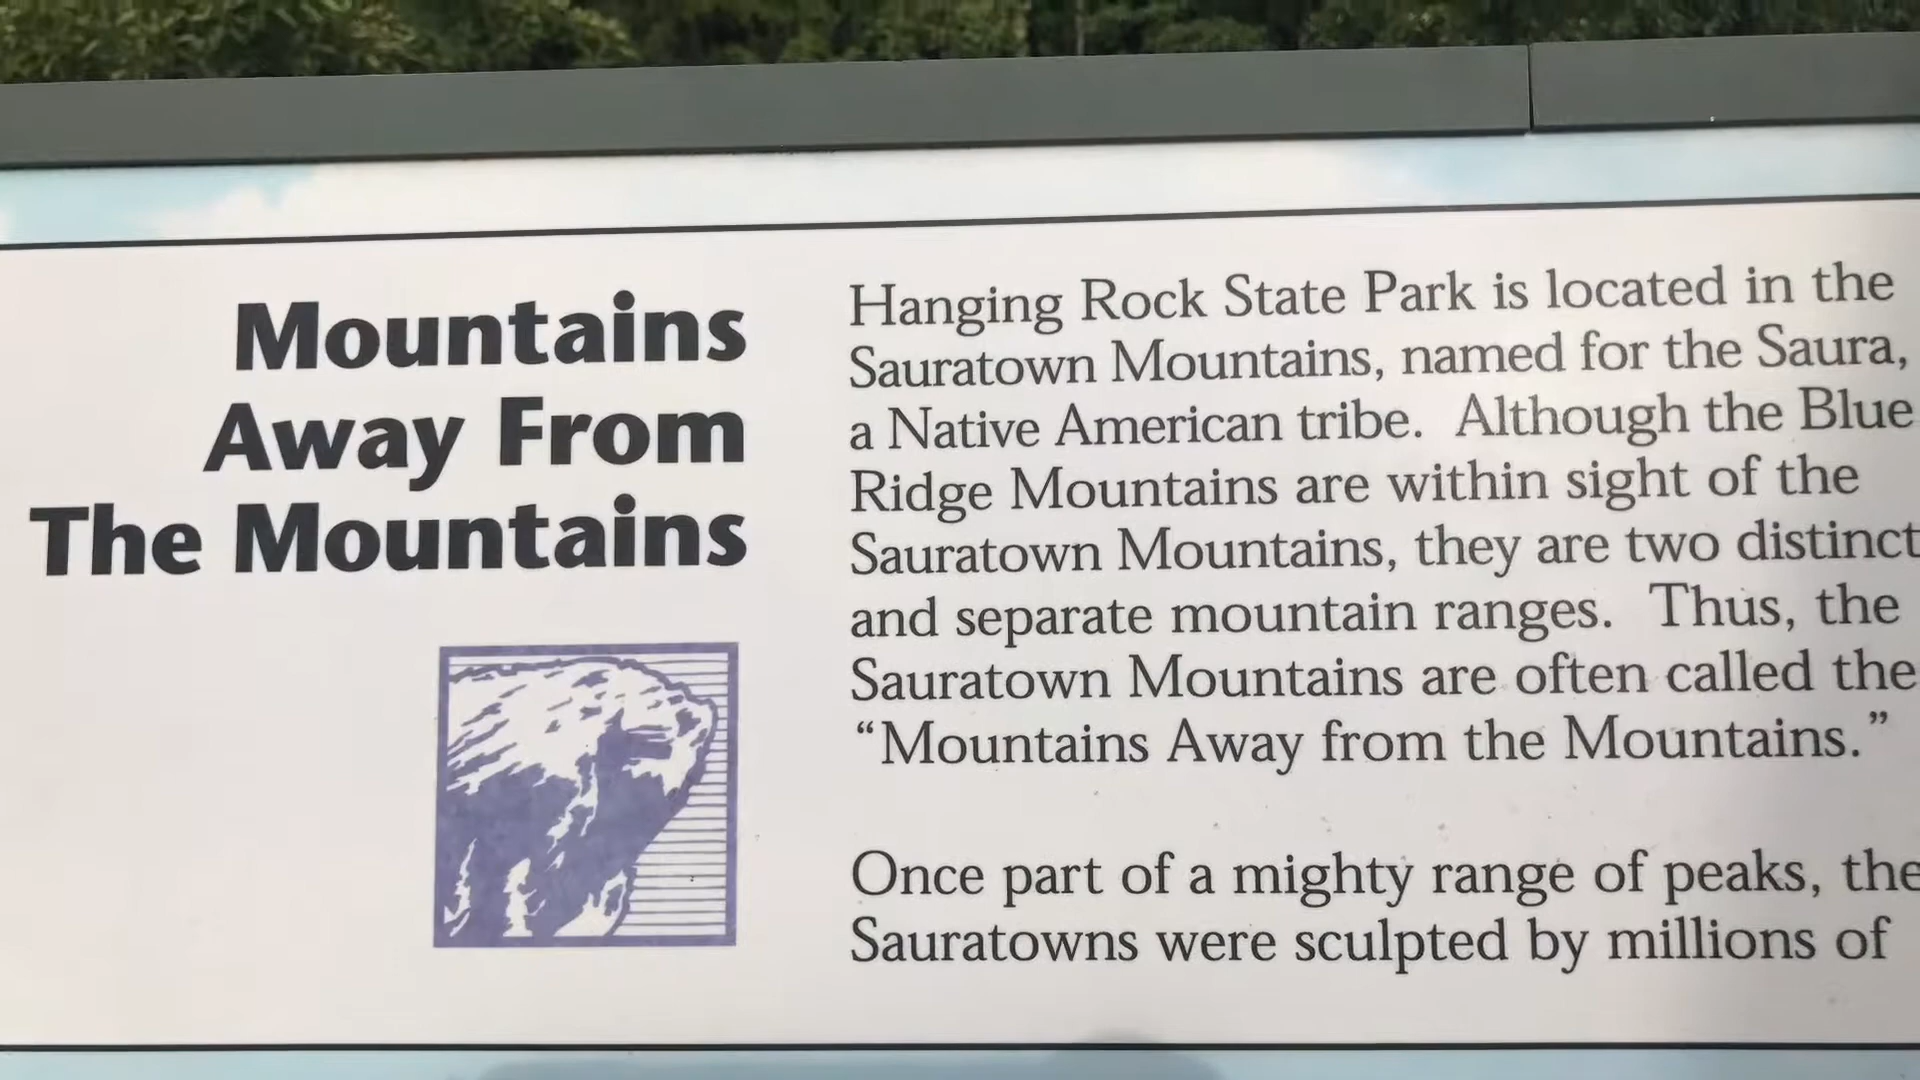 Mountains
Away From
The Mountains
Hanging Rock State Park is located in the
Sauratown Mountains, named for the Saura,
a Native American tribe.  Although the Blue
Ridge Mountains are within sight of the
Sauratown Mountains, they are two distinct
and separate mountain ranges.  Thus, the
Sauratown Mountains are often called the
“Mountains Away from the Mountains.”
Once part of a mighty range of peaks, the
Sauratowns were sculpted by millions of